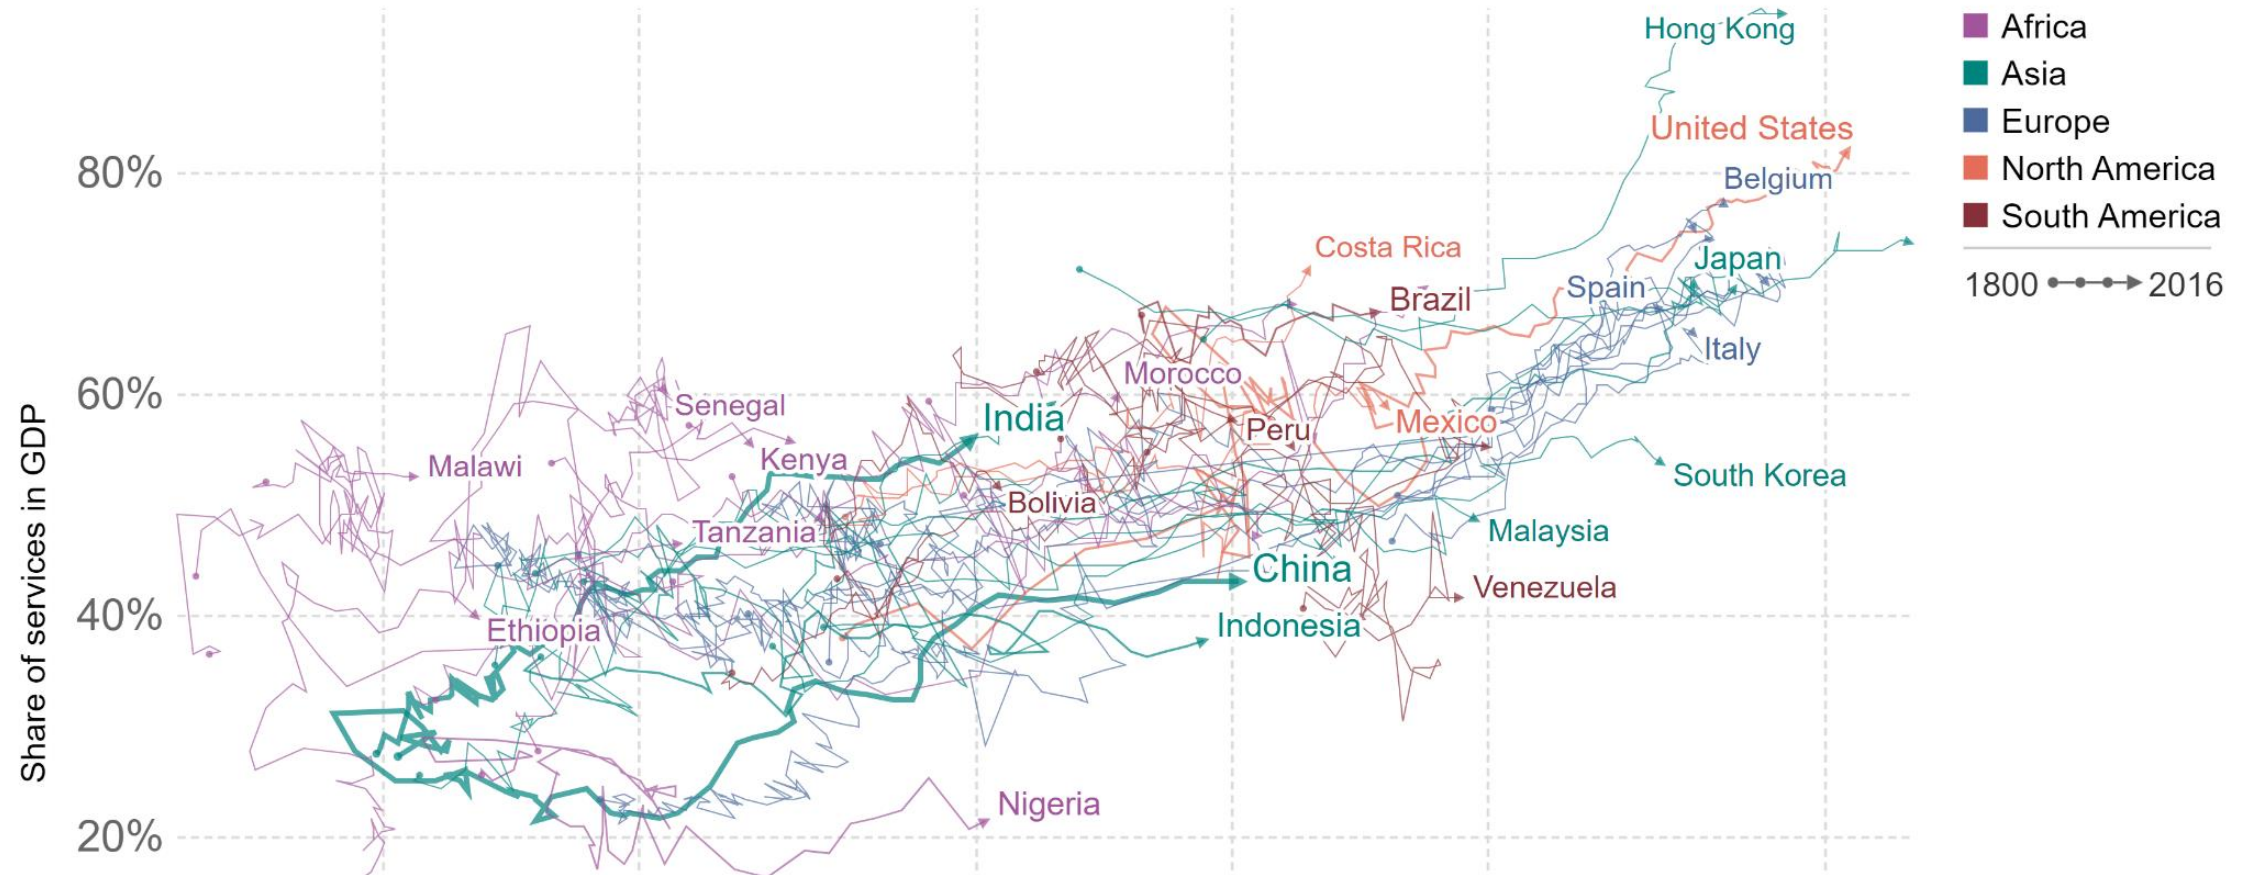 Hong Kong
United States
Belgium
Costa Rica
Japan
Spain
Brazil
Italy
Morocco
Senegal
India
Mexico
Peru
Kenya
Malawi
South Korea
Bolivia
Tanzania
Malaysia
China
Venezuela
Indonesia
Ethiopia
Nigeria
80%
60%
40%
20%
Share of services in GDP
Africa
Asia
Europe
North America
South America
1800 2016